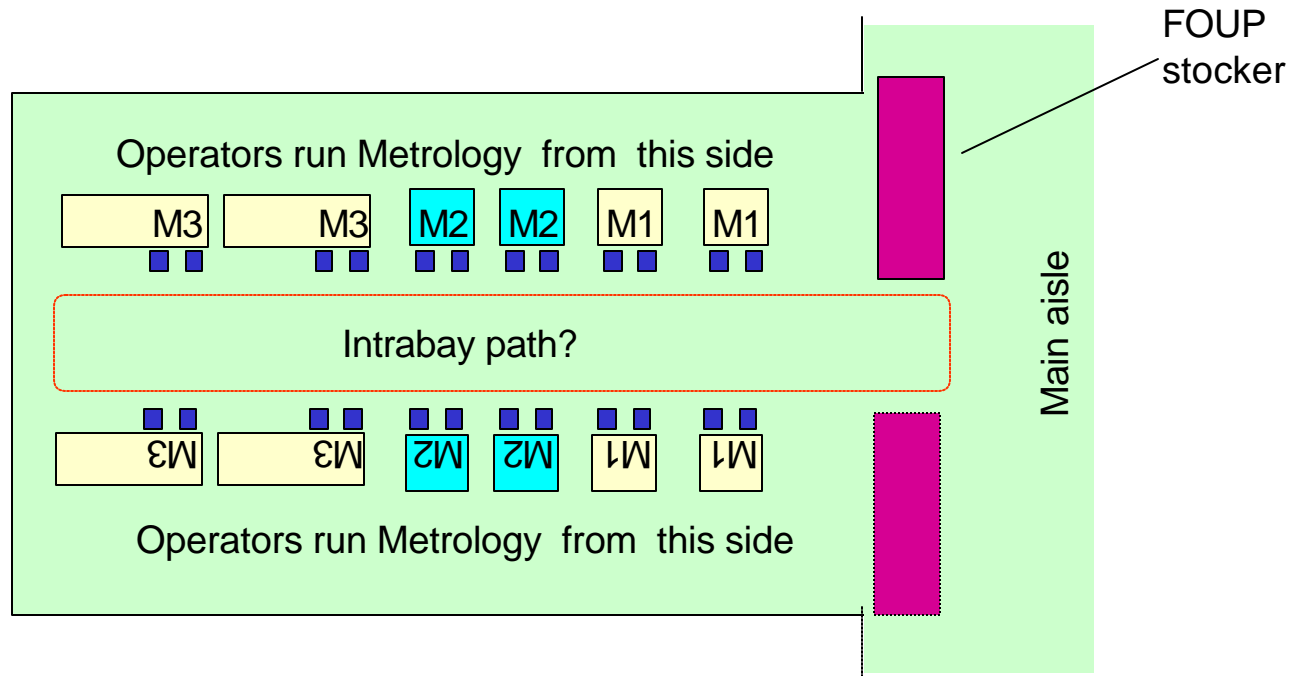 FOUP
stocker
Operators run Metrology from this side
M3 M3 M2 M2 M1 M1
Main aisle
Intrabay path?
M3 M3 M2 M2 M1 M1
Operators run Metrology from this side